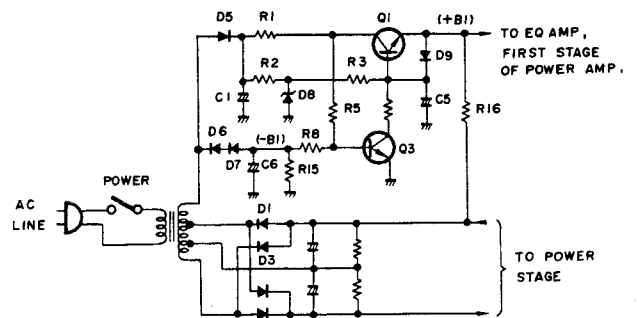 D5
R1
Q1
(+B1)
TO EQ AMP,
FIRST STAGE
OF POWER AMP.
D9
R2
R3
C1
D8
R5
C5
R16
D6
(-B1)
R8
Q3
D7
C6
R15
POWER
AC
LINE
D1
D3
TO POWER
STAGE